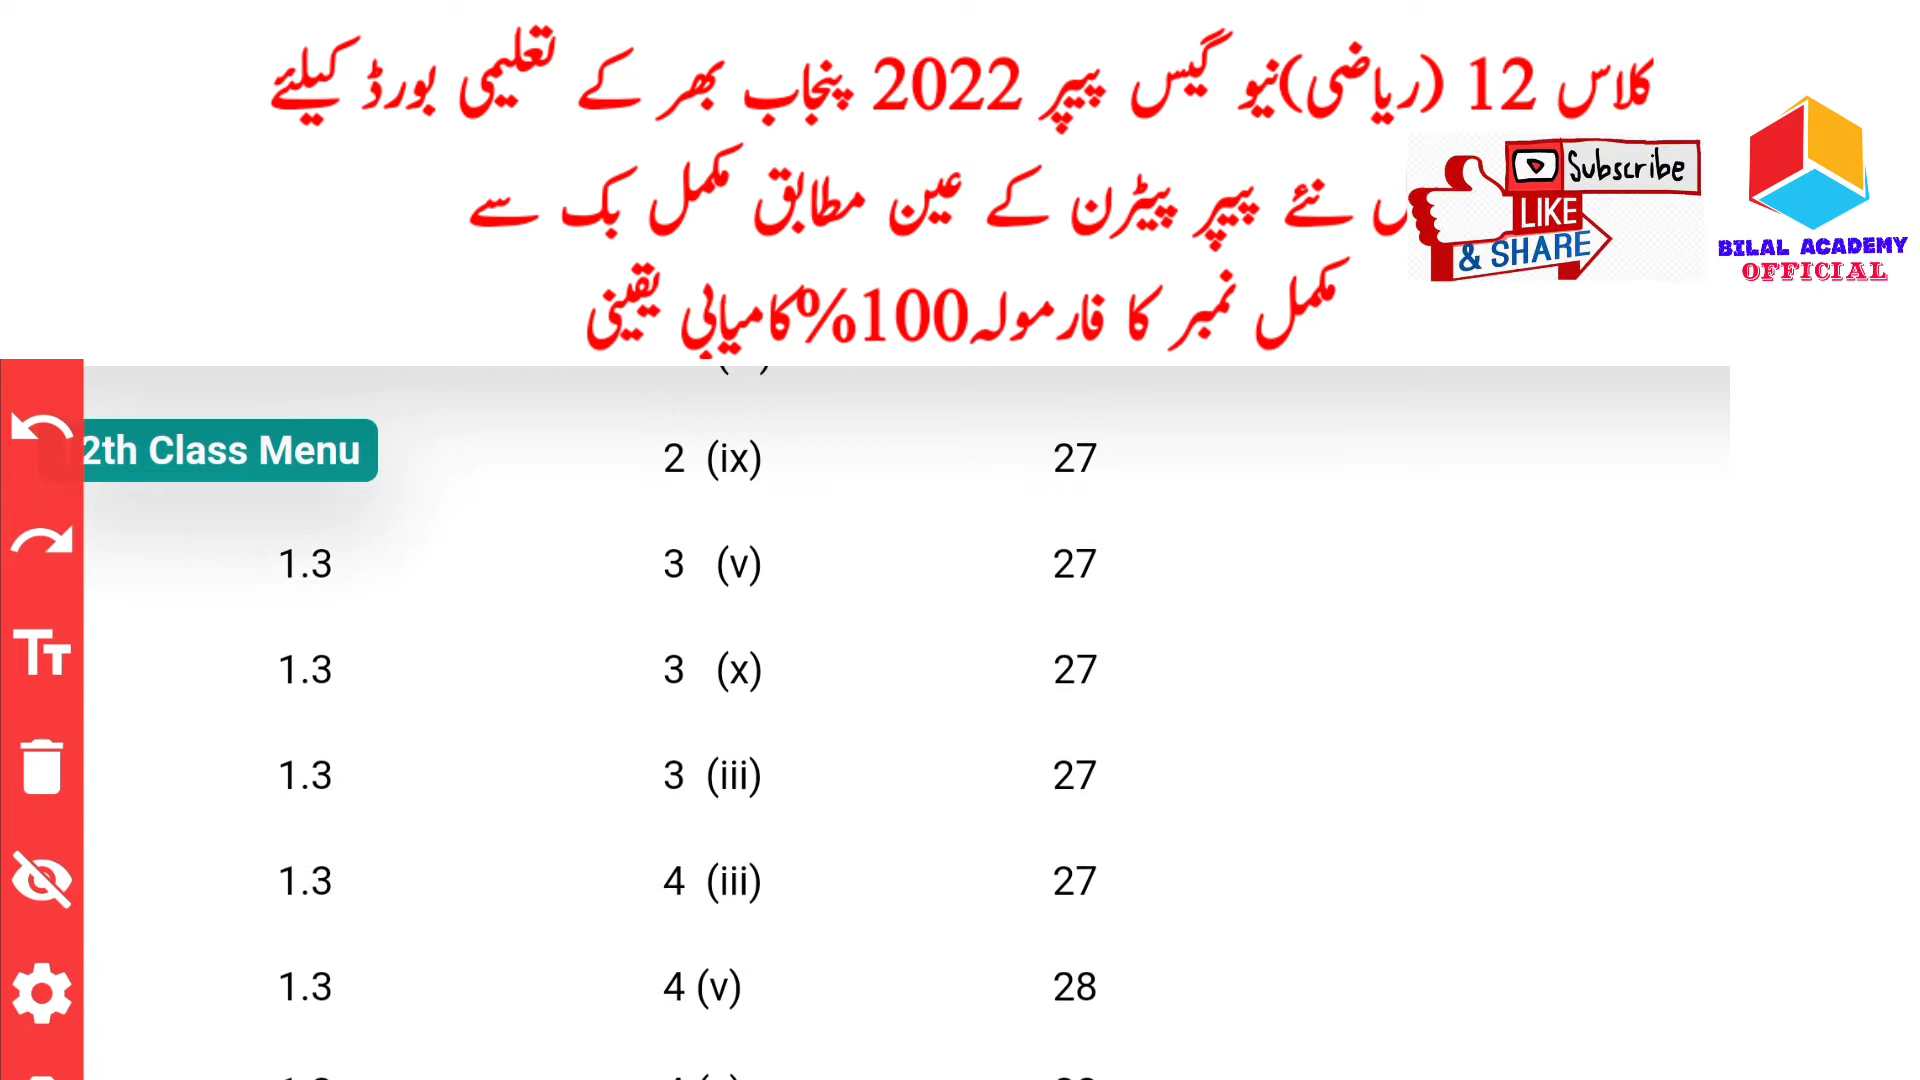 کلاس 12 (ریاضی)نیو گیس پیپر 2022 پنجاب بھر کے تعلیمی بورڈ کیلئے
نئے پیپر پیٹرن کے عین مطابق مکمل بک سے
مکمل نمبر کا فارمولہ100%کامیابی یقینی
Subscribe
LIKE
& SHARE
BILAL ACADEMY
OFFICIAL
2th Class Menu
2 (ix) 27
1.3 3 (v) 27
1.3 3 (x) 27
1.3 3 (iii) 27
1.3 4 (iii) 27
1.3 4 (v) 28
Tт